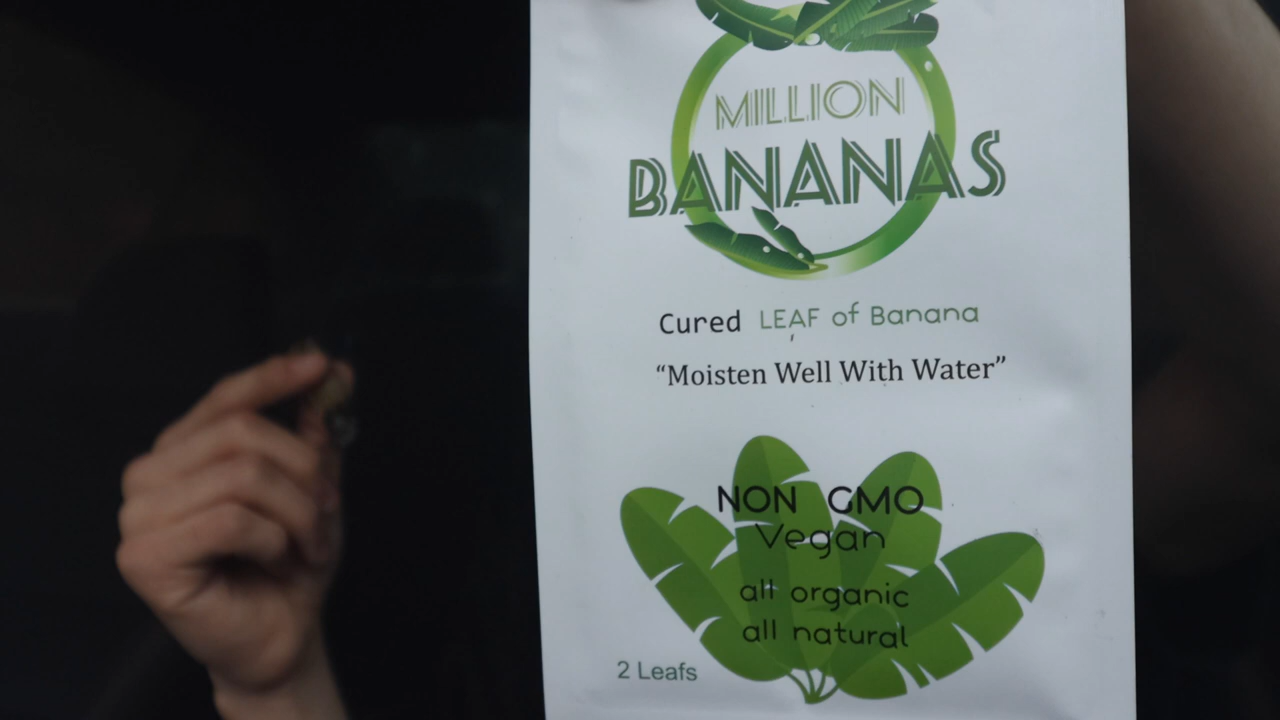 MILLION
BANANAS
Cured LEAF of Banana
“Moisten Well With Water”
NON GMO
Vegan
all organic
all natural
2 Leafs